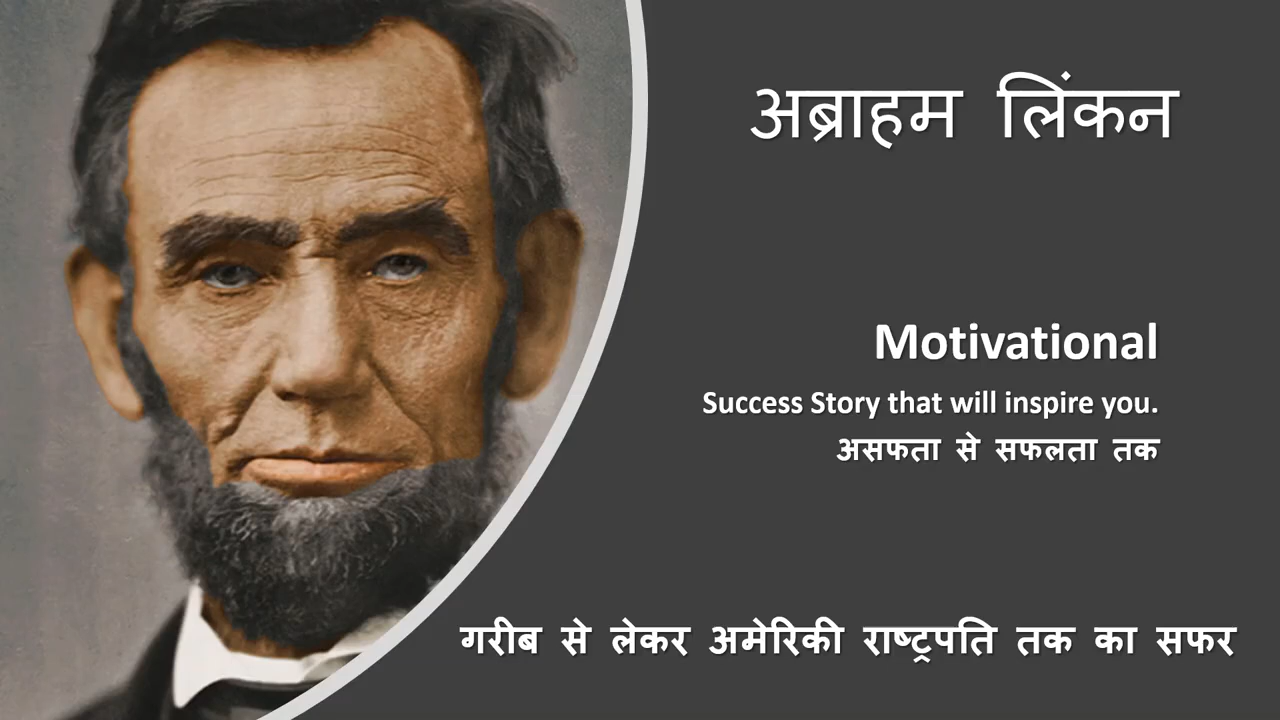 अब्राहम लिंकन
Motivational
Success Story that will inspire you.
असफता से सफलता तक
गरीब से लेकर अमेरिकी राष्ट्रपति तक का सफर